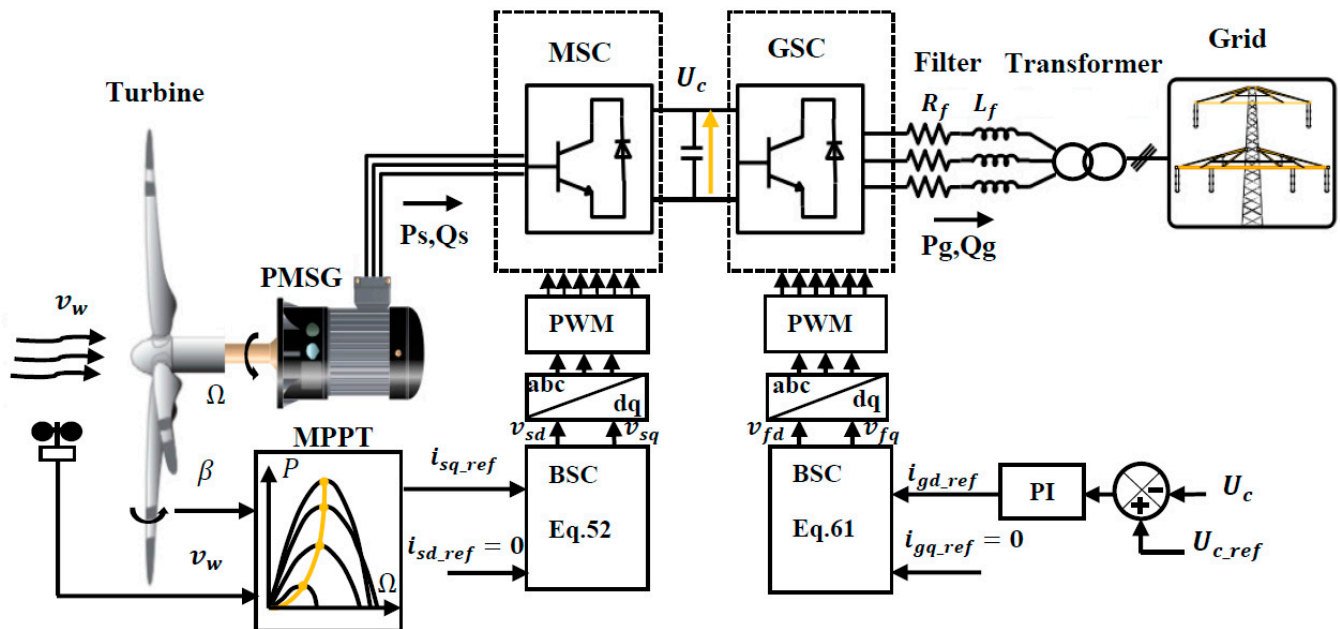 MSC
GSC
Filter
Transformer
Grid
Turbine
U_c
R_f
L_f
Ps,Qs
Pg,Qg
PMSG
v_w
Ω
PWM
PWM
abc
dq
abc
dq
v_sd
v_sq
v_fd
v_fq
MPPT
β
P
Ω
v_w
i_sq_ref
i_sd_ref = 0
BSC
Eq.52
BSC
Eq.61
i_gd_ref
i_gq_ref = 0
PI
-
+
U_c
U_c_ref